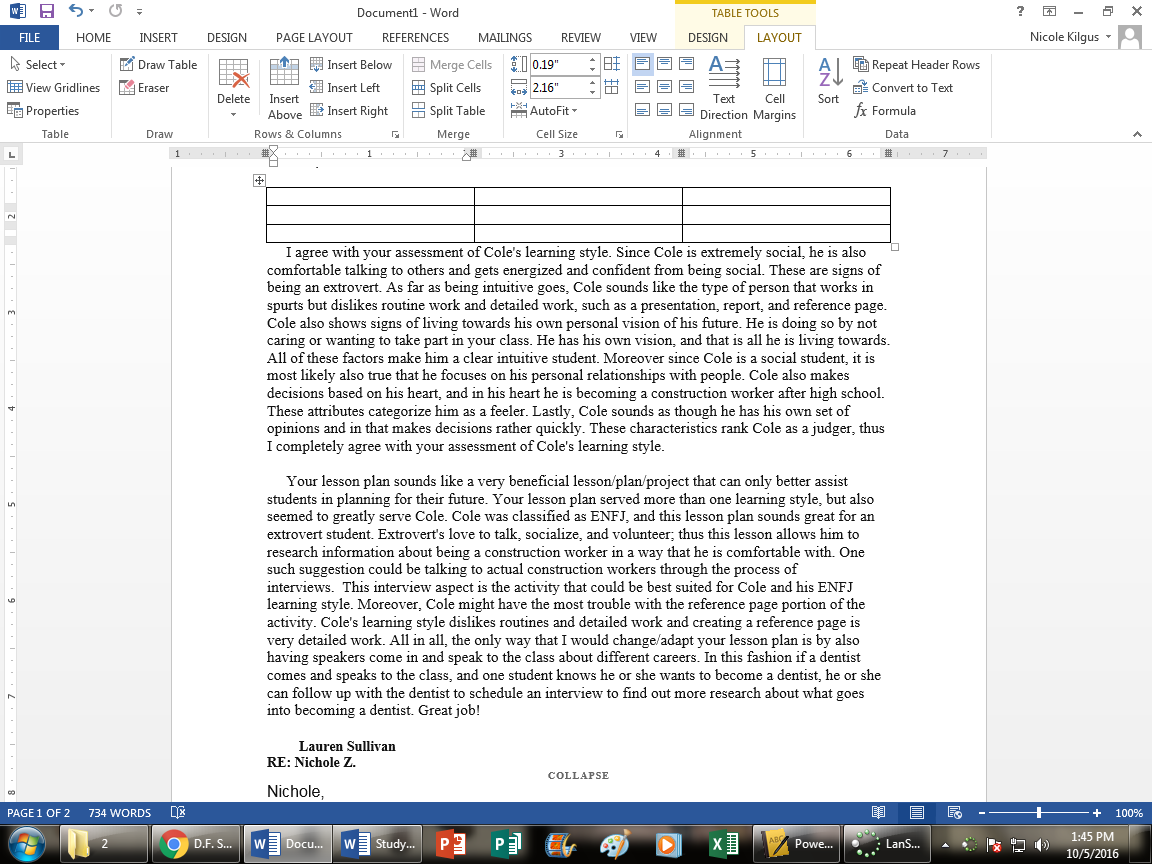 Document1 - Word
TABLE TOOLS
?
FILE HOME INSERT DESIGN PAGE LAYOUT REFERENCES MAILINGS REVIEW VIEW DESIGN LAYOUT Nicole Kilgus
Select
View Gridlines
Properties
Table
Draw Table
Eraser
Draw
Delete
Insert Above
Insert Below
Insert Left
Insert Right
Rows & Columns
Merge Cells
Split Cells
Split Table
Merge
0.19"
2.16"
AutoFit
Cell Size
Text Direction
Cell Margins
Alignment
Sort
Repeat Header Rows
Convert to Text
Formula
Data
1 1 3 4 5 6 7
I agree with your assessment of Cole's learning style. Since Cole is extremely social, he is also
comfortable talking to others and gets energized and confident from being social. These are signs of
being an extrovert. As far as being intuitive goes, Cole sounds like the type of person that works in
spurts but dislikes routine work and detailed work, such as a presentation, report, and reference page.
Cole also shows signs of living towards his own personal vision of his future. He is doing so by not
caring or wanting to take part in your class. He has his own vision, and that is all he is living towards.
All of these factors make him a clear intuitive student. Moreover since Cole is a social student, it is
most likely also true that he focuses on his personal relationships with people. Cole also makes
decisions based on his heart, and in his heart he is becoming a construction worker after high school.
These attributes categorize him as a feeler. Lastly, Cole sounds as though he has his own set of
opinions and in that makes decisions rather quickly. These characteristics rank Cole as a judger, thus
I completely agree with your assessment of Cole's learning style.
Your lesson plan sounds like a very beneficial lesson/plan/project that can only better assist
students in planning for their future. Your lesson plan served more than one learning style, but also
seemed to greatly serve Cole. Cole was classified as ENFJ, and this lesson plan sounds great for an
extrovert student. Extrovert's love to talk, socialize, and volunteer; thus this lesson allows him to
research information about being a construction worker in a way that he is comfortable with. One
such suggestion could be talking to actual construction workers through the process of
interviews.  This interview aspect is the activity that could be best suited for Cole and his ENFJ
learning style. Moreover, Cole might have the most trouble with the reference page portion of the
activity. Cole's learning style dislikes routines and detailed work and creating a reference page is
very detailed work. All in all, the only way that I would change/adapt your lesson plan is by also
having speakers come in and speak to the class about different careers. In this fashion if a dentist
comes and speaks to the class, and one student knows he or she wants to become a dentist, he or she
can follow up with the dentist to schedule an interview to find out more research about what goes
into becoming a dentist. Great job!
Lauren Sullivan
RE: Nichole Z.
COLLAPSE
Nichole,
2
3
4
5
6
7
8
PAGE 1 OF 2 734 WORDS 100%
2 D.F. S... Docu... Study... Powe... LanS...
1:45 PM
10/5/2016